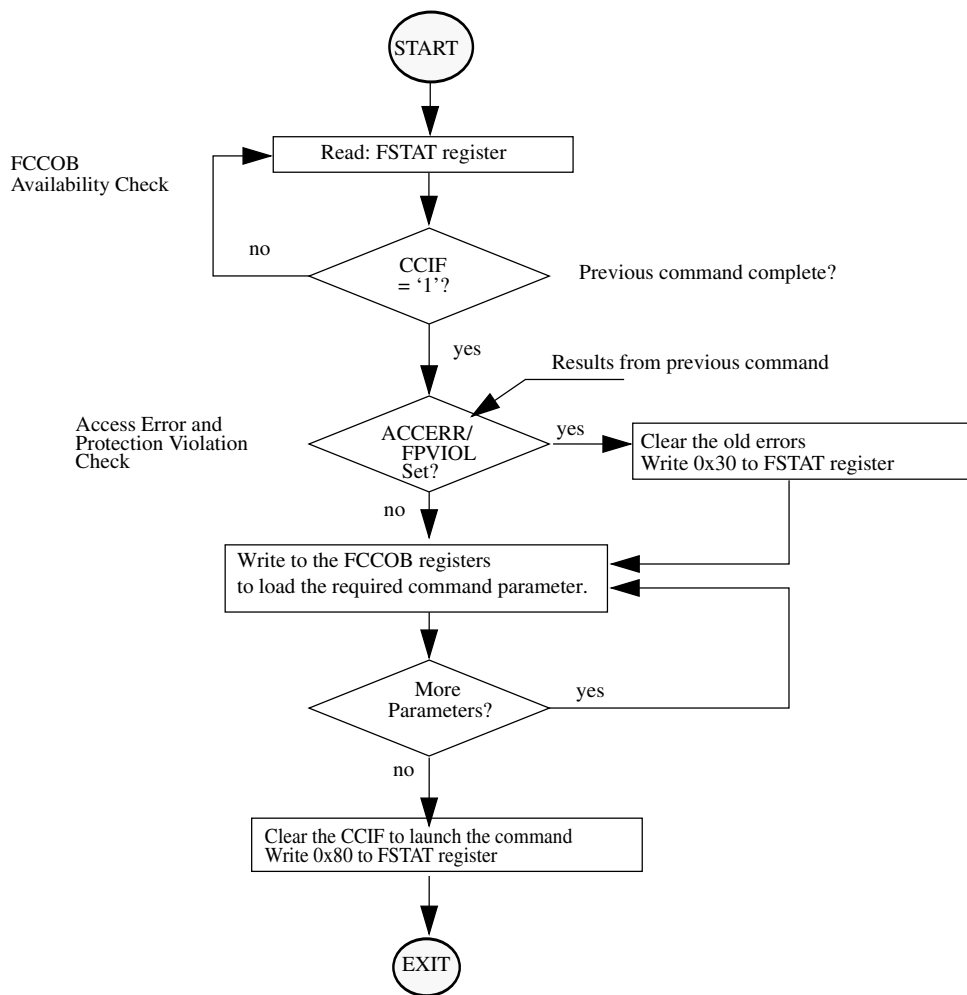 START
Read: FSTAT register
FCCOB
Availability Check
no
CCIF
= ‘1’?
Previous command complete?
yes
Results from previous command
Access Error and
Protection Violation
Check
ACCERR/
FPVIOL
Set?
yes
Clear the old errors
Write 0x30 to FSTAT register
no
Write to the FCCOB registers
to load the required command parameter.
More
Parameters?
yes
no
Clear the CCIF to launch the command
Write 0x80 to FSTAT register
EXIT